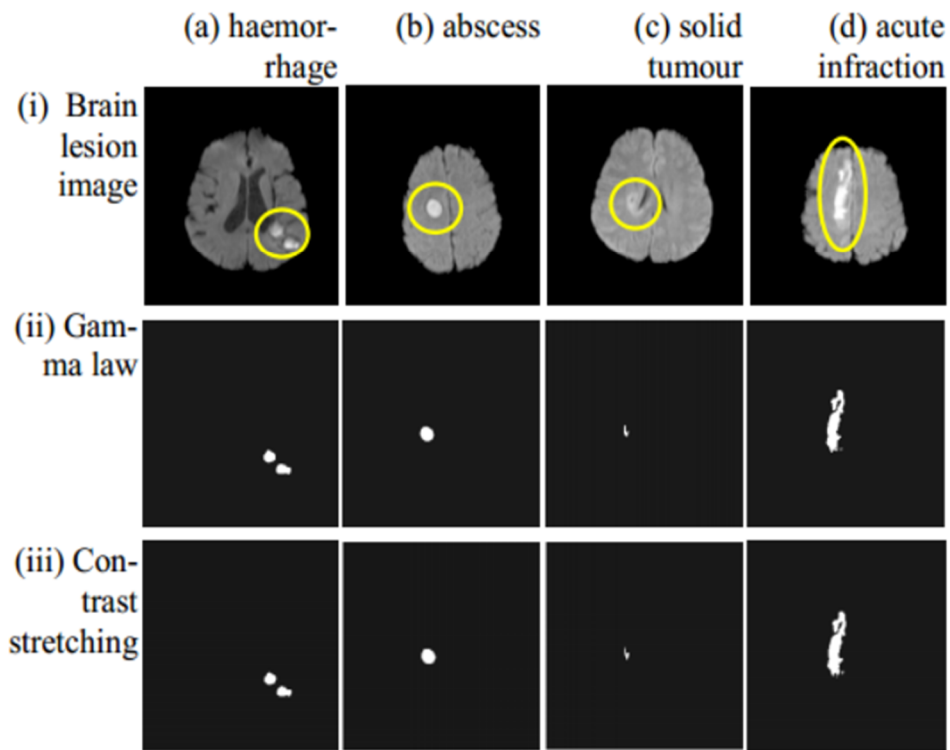 (a) haemor-
rhage
(b) abscess
(c) solid
tumour
(d) acute
infraction
(i) Brain
lesion
image
(ii) Gam-
ma law
(iii) Con-
trast
stretching